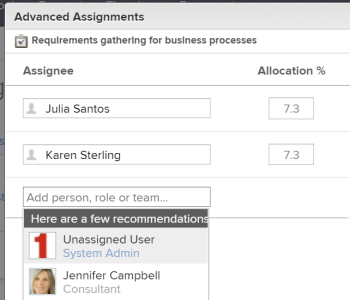 Advanced Assignments
Requirements gathering for business processes
Assignee Allocation %
Julia Santos 7.3
Karen Sterling 7.3
Add person, role or team...
Here are a few recommendations
1 Unassigned User
System Admin
Jennifer Campbell
Consultant